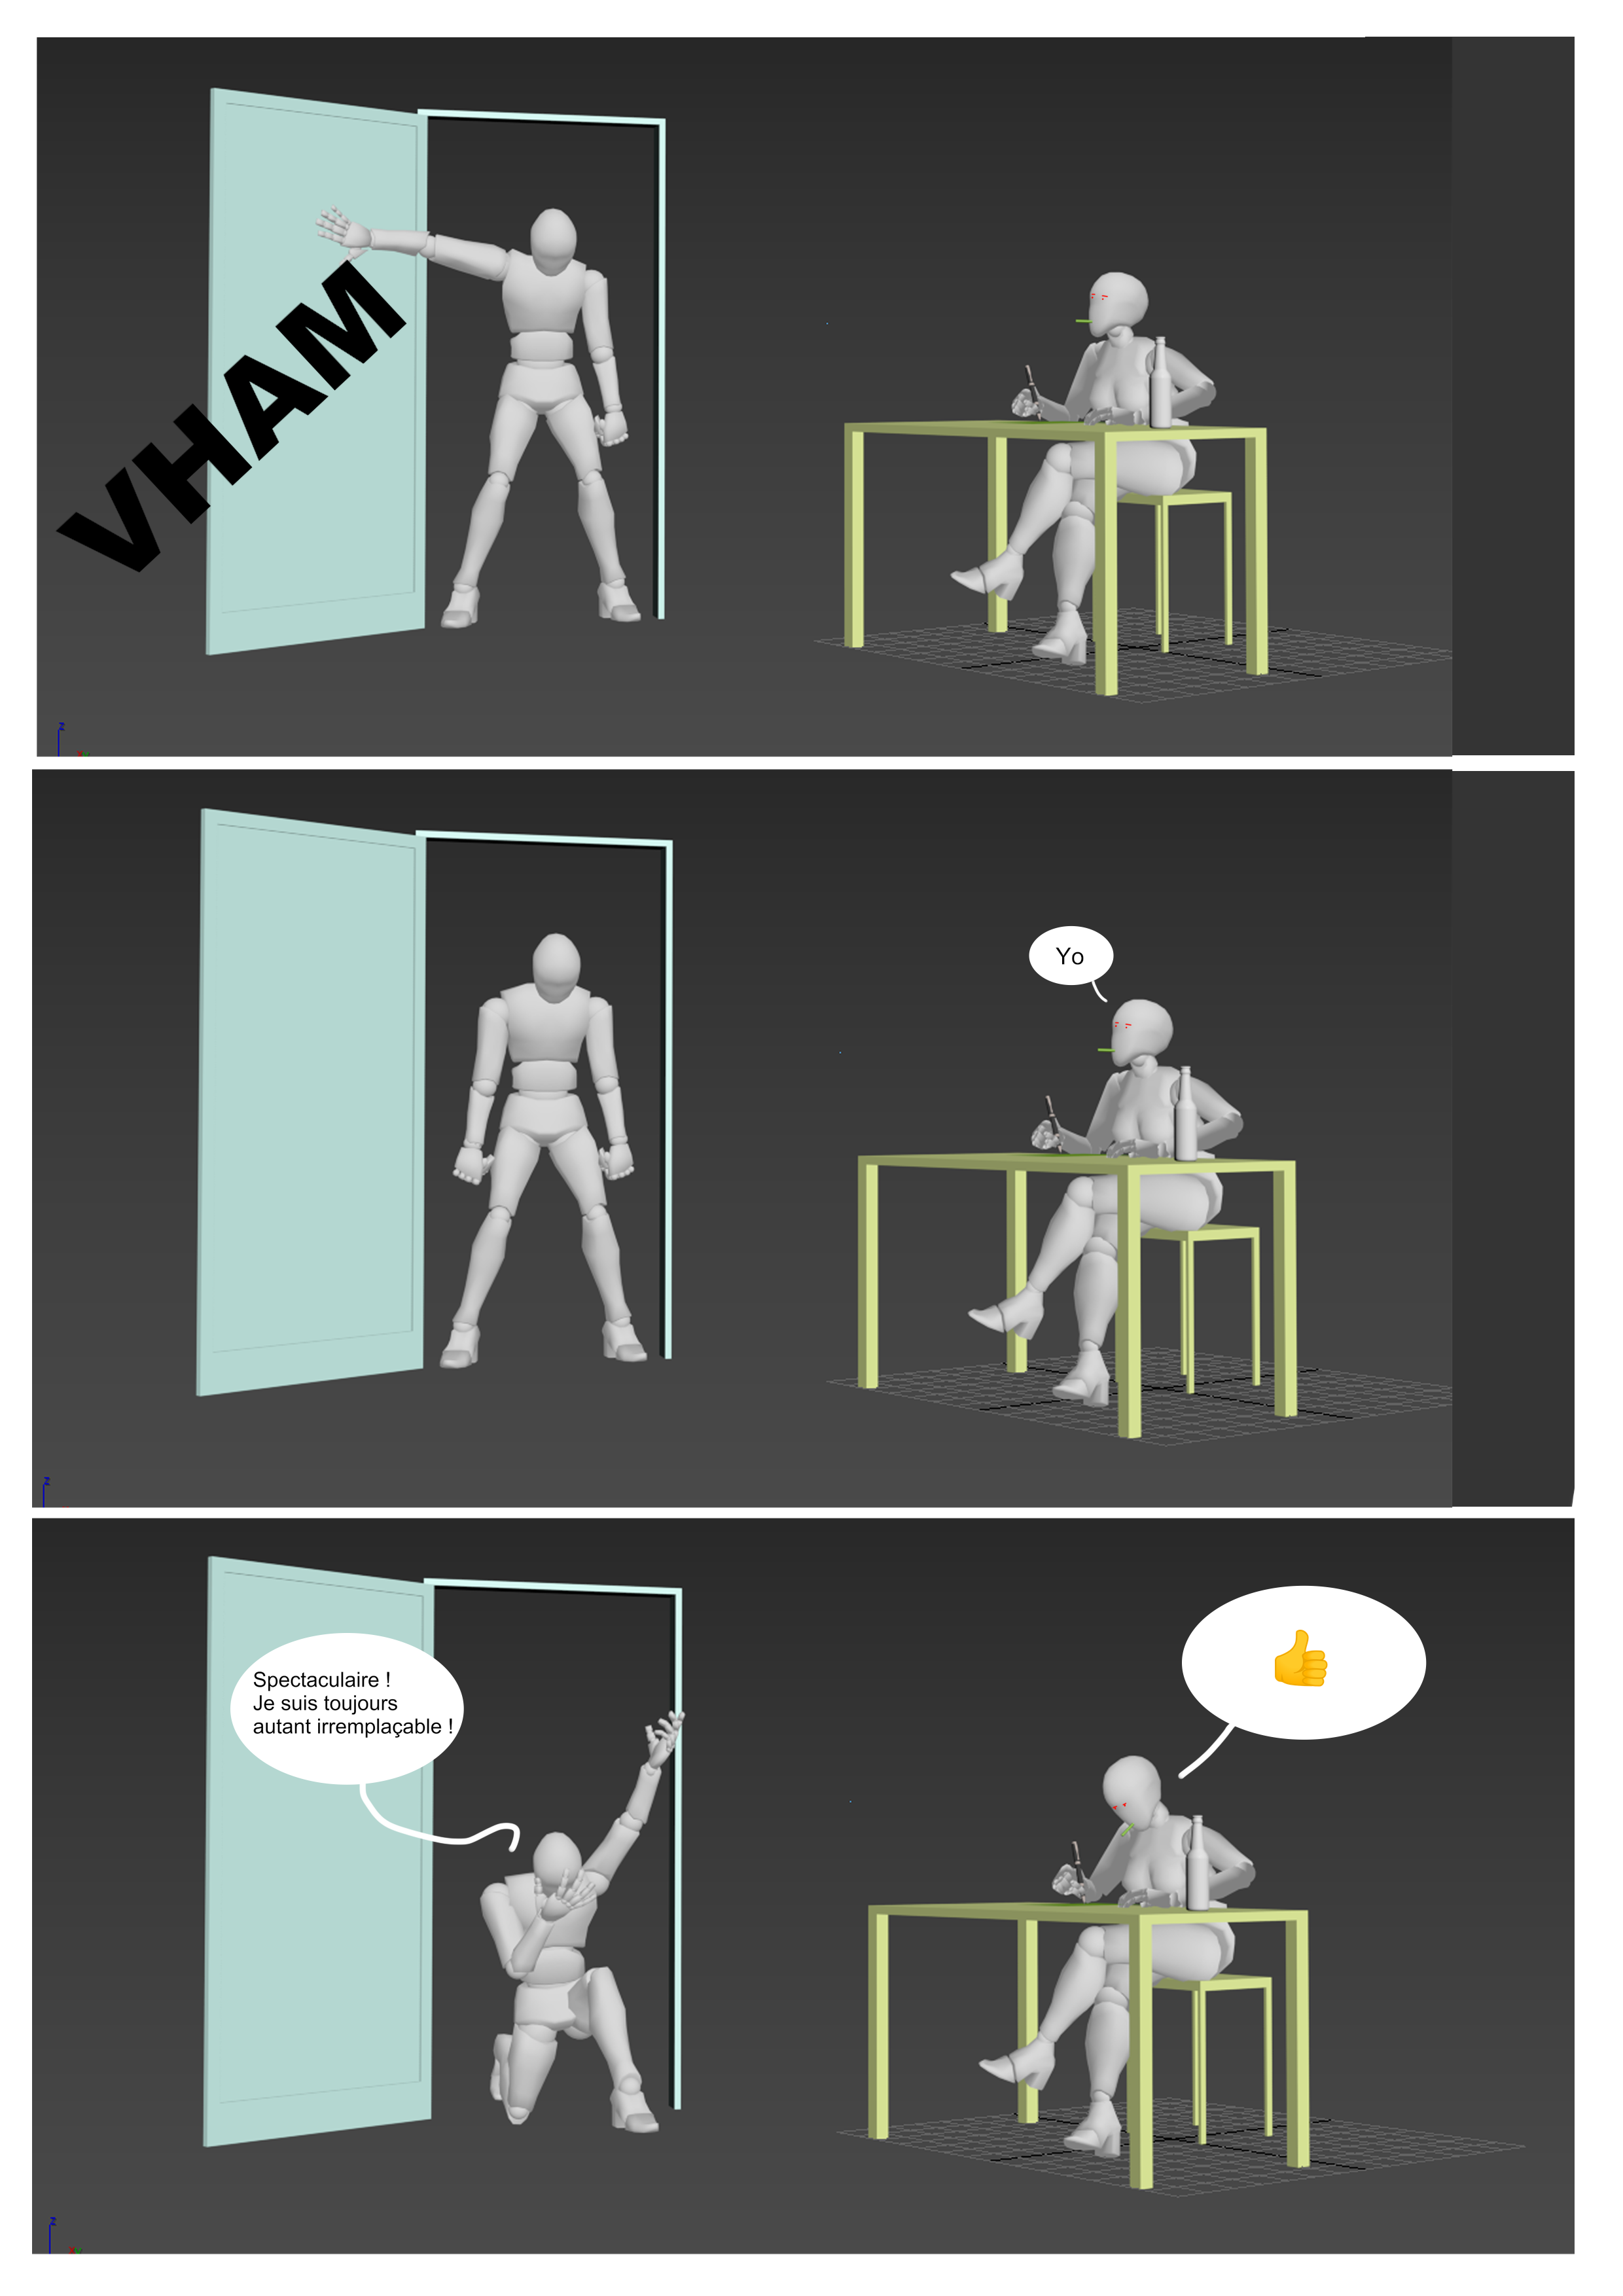 VHAM
z
Yo
z
Spectaculaire !
Je suis toujours
autant irremplaçable !
z